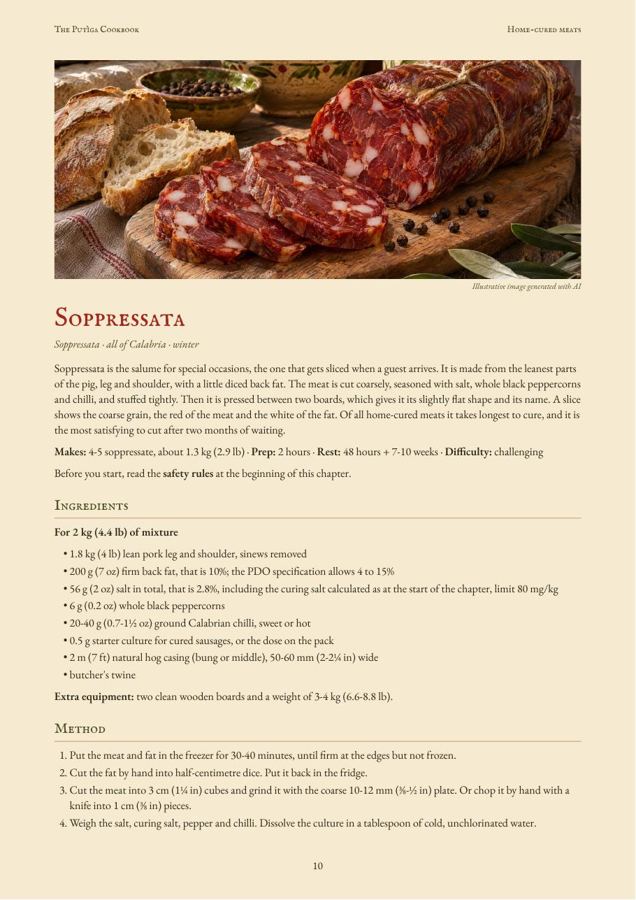 The Putìga Cookbook
Home-cured meats
Illustrative image generated with AI
Soppressata
Soppressata · all of Calabria · winter
Soppressata is the salume for special occasions, the one that gets sliced when a guest arrives. It is made from the leanest parts
of the pig, leg and shoulder, with a little diced back fat. The meat is cut coarsely, seasoned with salt, whole black peppercorns
and chilli, and stuffed tightly. Then it is pressed between two boards, which gives it its slightly flat shape and its name. A slice
shows the coarse grain, the red of the meat and the white of the fat. Of all home-cured meats it takes longest to cure, and it is
the most satisfying to cut after two months of waiting.
Makes: 4-5 soppressate, about 1.3 kg (2.9 lb) · Prep: 2 hours · Rest: 48 hours + 7-10 weeks · Difficulty: challenging
Before you start, read the safety rules at the beginning of this chapter.
Ingredients
For 2 kg (4.4 lb) of mixture
• 1.8 kg (4 lb) lean pork leg and shoulder, sinews removed
• 200 g (7 oz) firm back fat, that is 10%; the PDO specification allows 4 to 15%
• 56 g (2 oz) salt in total, that is 2.8%, including the curing salt calculated as at the start of the chapter, limit 80 mg/kg
• 6 g (0.2 oz) whole black peppercorns
• 20-40 g (0.7-1½ oz) ground Calabrian chilli, sweet or hot
• 0.5 g starter culture for cured sausages, or the dose on the pack
• 2 m (7 ft) natural hog casing (bung or middle), 50-60 mm (2-2¼ in) wide
• butcher's twine
Extra equipment: two clean wooden boards and a weight of 3-4 kg (6.6-8.8 lb).
Method
1. Put the meat and fat in the freezer for 30-40 minutes, until firm at the edges but not frozen.
2. Cut the fat by hand into half-centimetre dice. Put it back in the fridge.
3. Cut the meat into 3 cm (1¼ in) cubes and grind it with the coarse 10-12 mm (⅜-½ in) plate. Or chop it by hand with a
knife into 1 cm (⅜ in) pieces.
4. Weigh the salt, curing salt, pepper and chilli. Dissolve the culture in a tablespoon of cold, unchlorinated water.
10